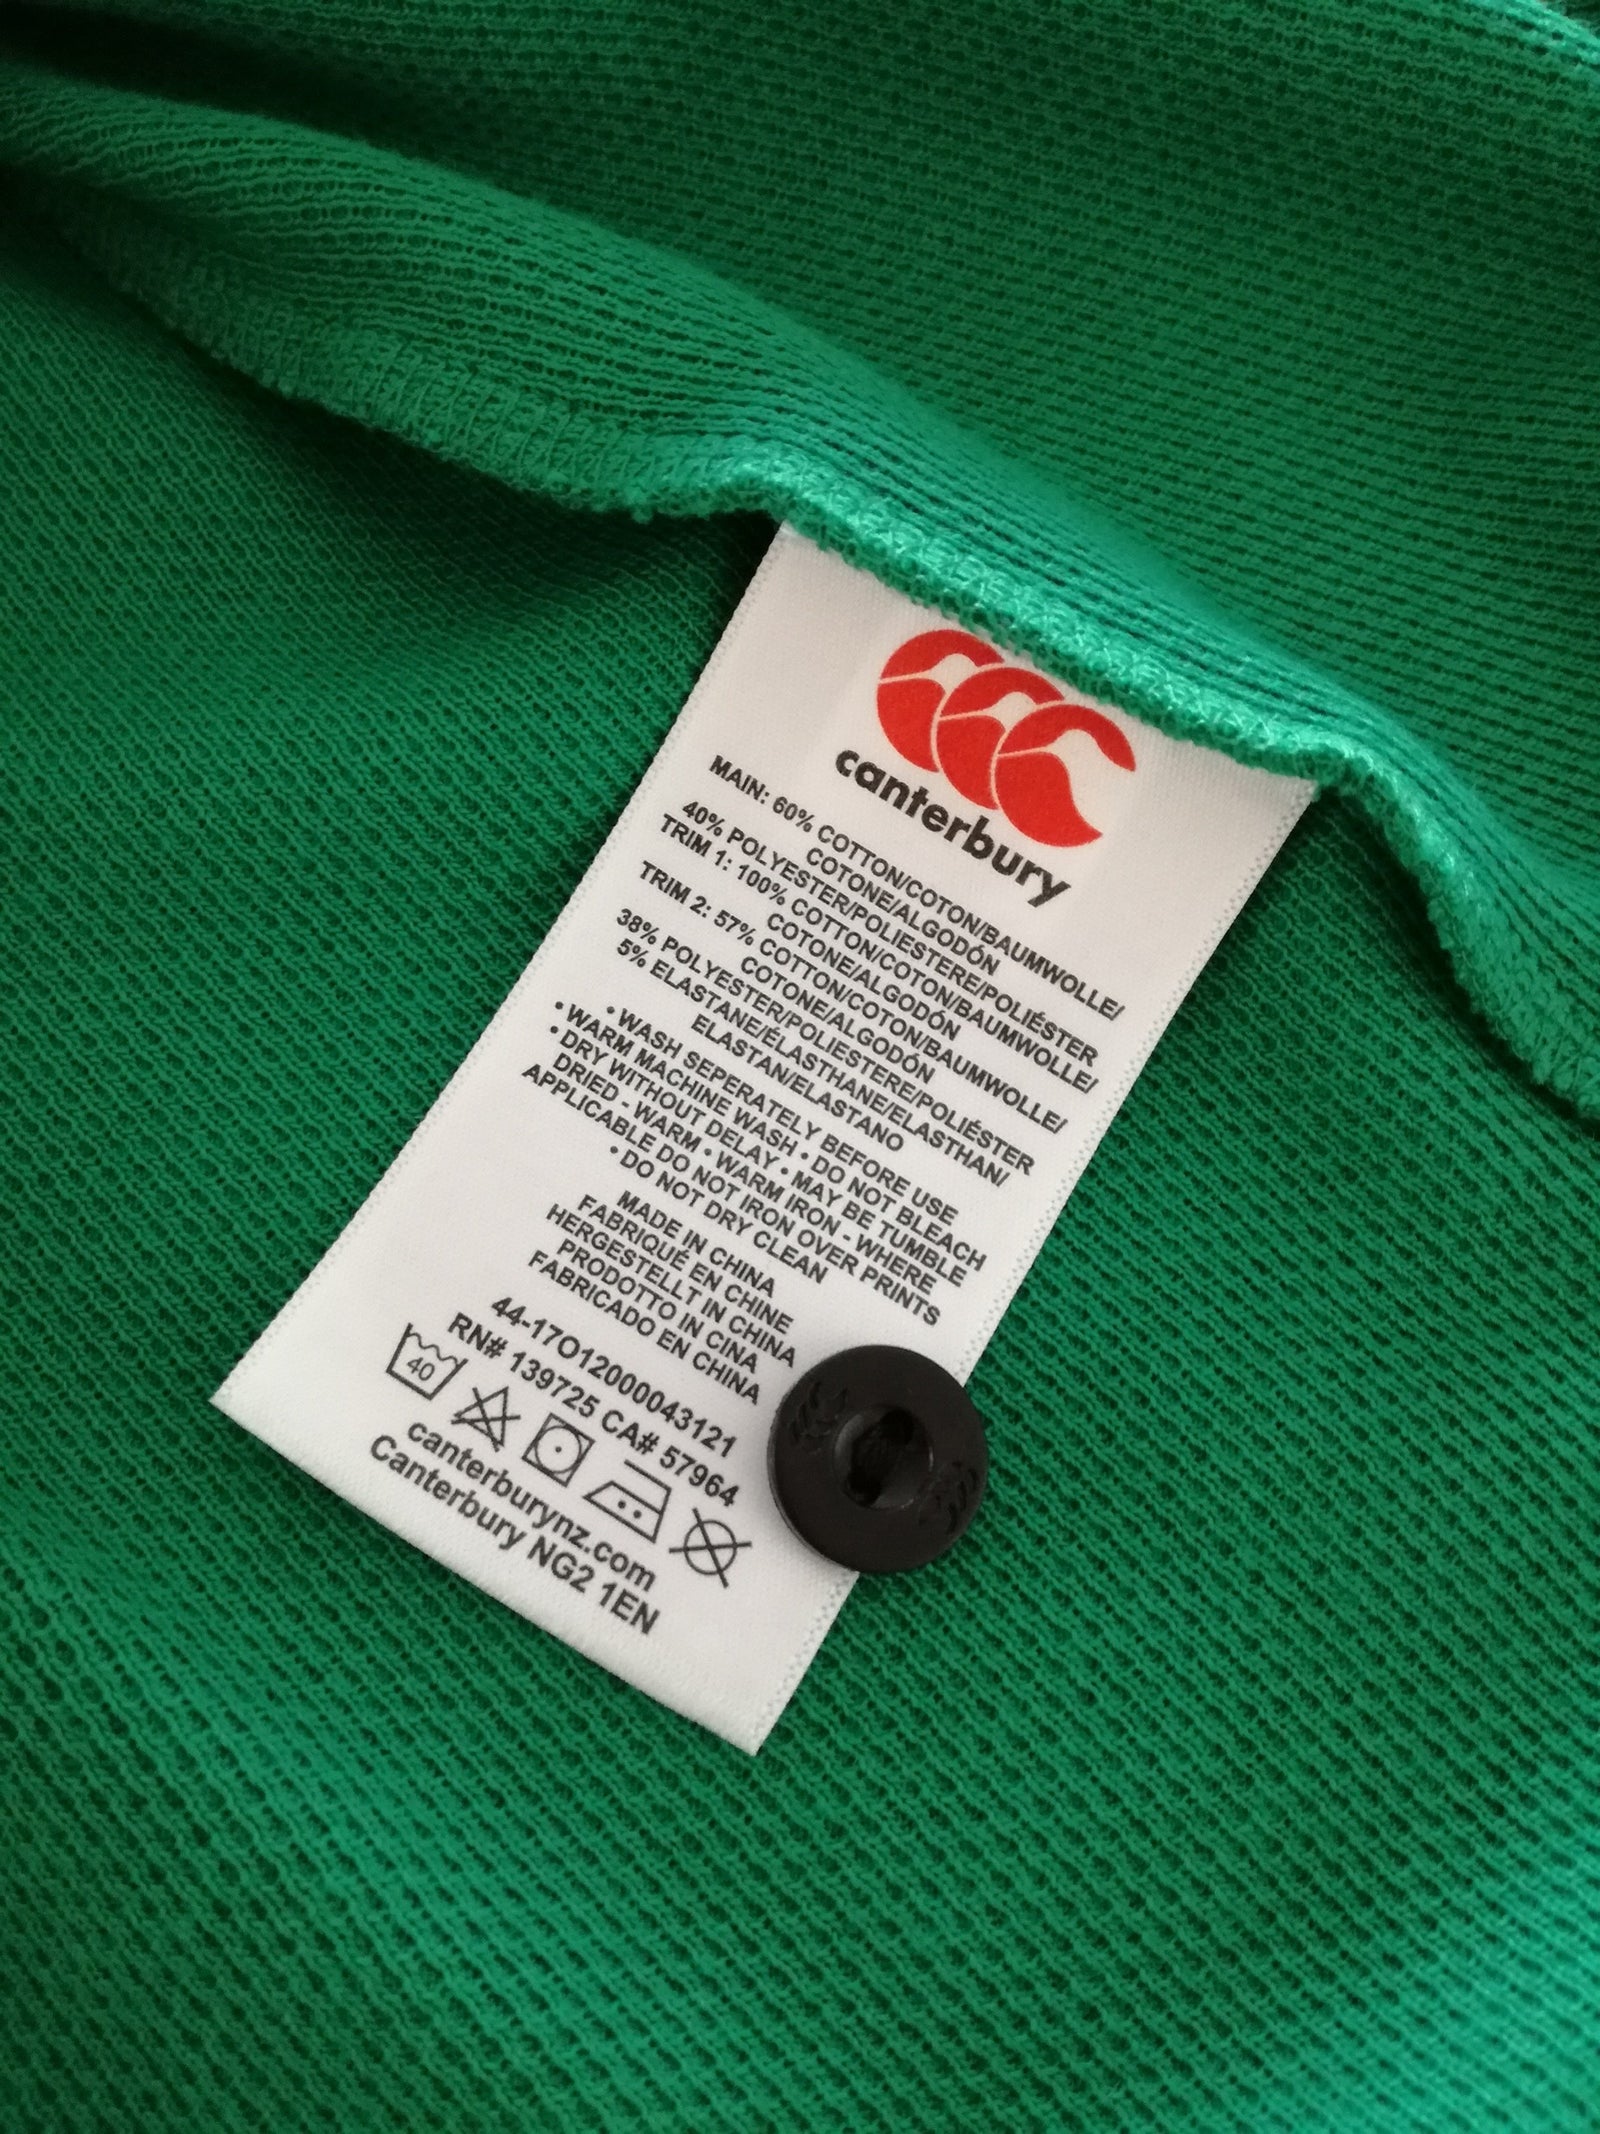 canterbury
MAIN: 60% COTTON/COTON/BAUMWOLLE/
COTONE/ALGODÓN
40% POLYESTER/POLIESTERE/POLIÉSTER
TRIM 1: 100% COTTON/COTON/BAUMWOLLE/
COTONE/ALGODÓN
TRIM 2: 57% COTTON/COTON/BAUMWOLLE/
COTONE/ALGODÓN
38% POLYESTER/POLIESTERE/POLIÉSTER
5% ELASTANE/ÉLASTHANE/ELASTHAN/
ELASTAN/ELASTANO
• WASH SEPERATELY BEFORE USE
• WARM MACHINE WASH • DO NOT BLEACH
• DRY WITHOUT DELAY • MAY BE TUMBLE
DRIED - WARM • WARM IRON - WHERE
APPLICABLE DO NOT IRON OVER PRINTS
• DO NOT DRY CLEAN
MADE IN CHINA
FABRIQUÉ EN CHINE
HERGESTELLT IN CHINA
PRODOTTO IN CINA
FABRICADO EN CHINA
44-17O12000043121
RN# 139725 CA# 57964
40
canterburynz.com
Canterbury NG2 1EN